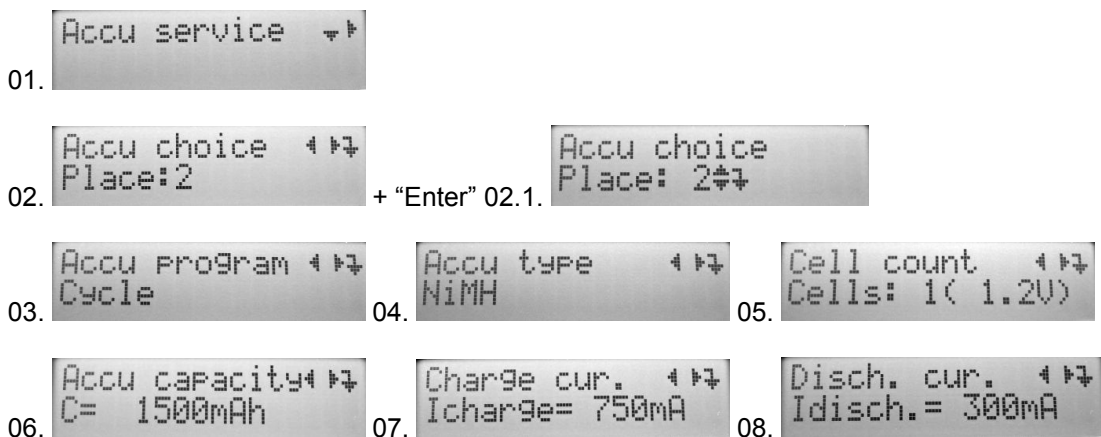 Accu service
01.
Accu choice
Place:2
02.
+ “Enter” 02.1.
Accu choice
Place: 2
Accu program
Cycle
03.
Accu type
NiMH
04.
Cell count
Cells: 1( 1.2V)
05.
Accu capacity
C= 1500mAh
06.
Charge cur.
Icharge= 750mA
07.
Disch. cur.
Idisch.= 300mA
08.